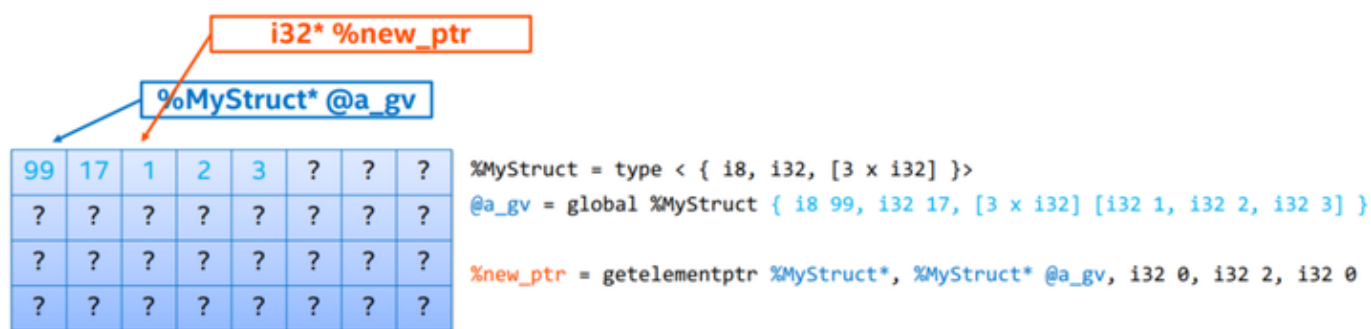 i32* %new_ptr
%MyStruct* @a_gv
99 17 1 2 3 ? ? ?
? ? ? ? ? ? ? ?
? ? ? ? ? ? ? ?
? ? ? ? ? ? ? ?
%MyStruct = type < { i8, i32, [3 x i32] }>
@a_gv = global %MyStruct { i8 99, i32 17, [3 x i32] [i32 1, i32 2, i32 3] }
%new_ptr = getelementptr %MyStruct*, %MyStruct* @a_gv, i32 0, i32 2, i32 0